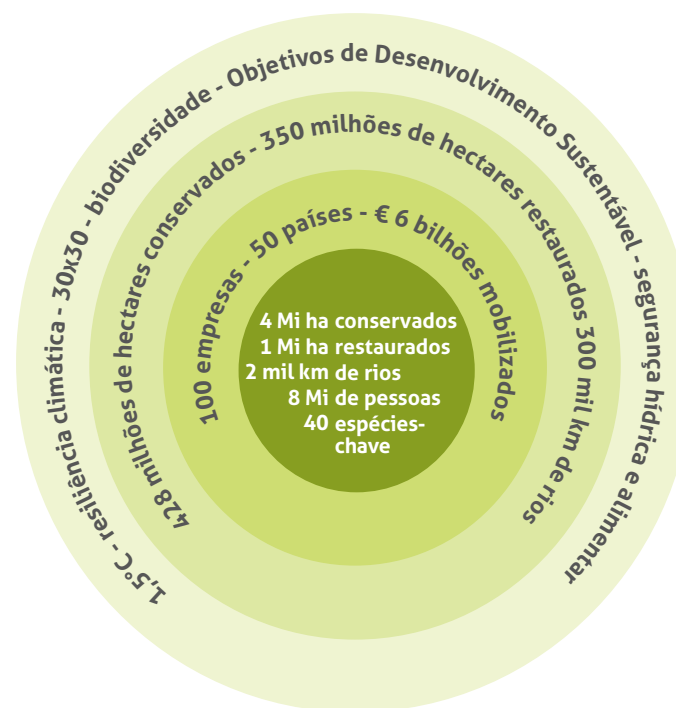 1,5°C - resiliência climática - 30x30 - biodiversidade - Objetivos de Desenvolvimento Sustentável - segurança hídrica e alimentar
428 milhões de hectares conservados - 350 milhões de hectares restaurados 300 mil km de rios
100 empresas - 50 países - € 6 bilhões mobilizados
4 Mi ha conservados
1 Mi ha restaurados
2 mil km de rios
8 Mi de pessoas
40 espécies-
chave